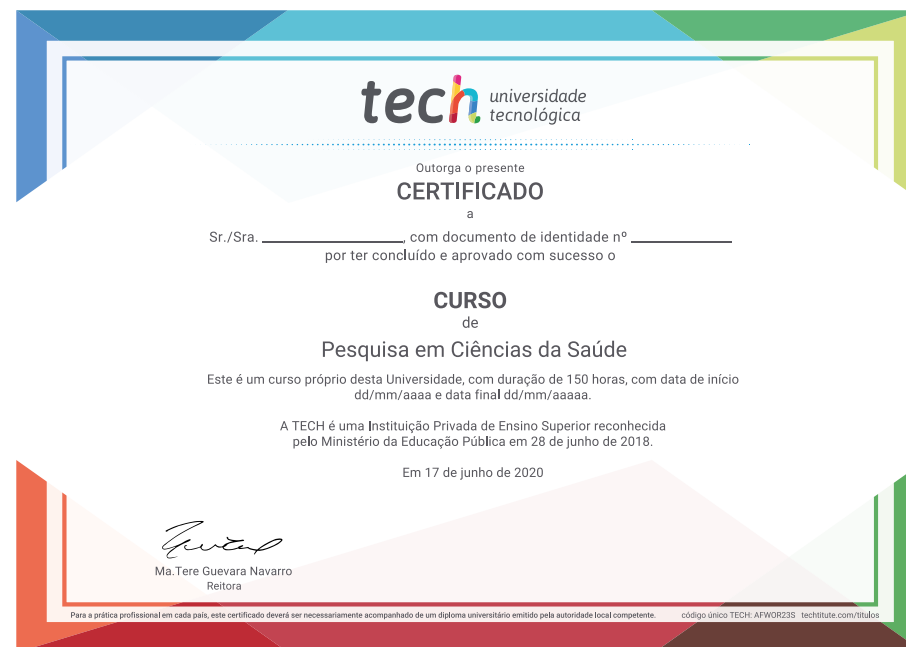 tech universidade
tecnológica
Outorga o presente
CERTIFICADO
a
Sr./Sra. ____________________, com documento de identidade nº ______________
por ter concluído e aprovado com sucesso o
CURSO
de
Pesquisa em Ciências da Saúde
Este é um curso próprio desta Universidade, com duração de 150 horas, com data de início
dd/mm/aaaa e data final dd/mm/aaaaa.
A TECH é uma Instituição Privada de Ensino Superior reconhecida
pelo Ministério da Educação Pública em 28 de junho de 2018.
Em 17 de junho de 2020
Ma.Tere Guevara Navarro
Reitora
Para a prática profissional em cada país, este certificado deverá ser necessariamente acompanhado de um diploma universitário emitido pela autoridade local competente. código único TECH: AFWOR23S techtitute.com/titulos